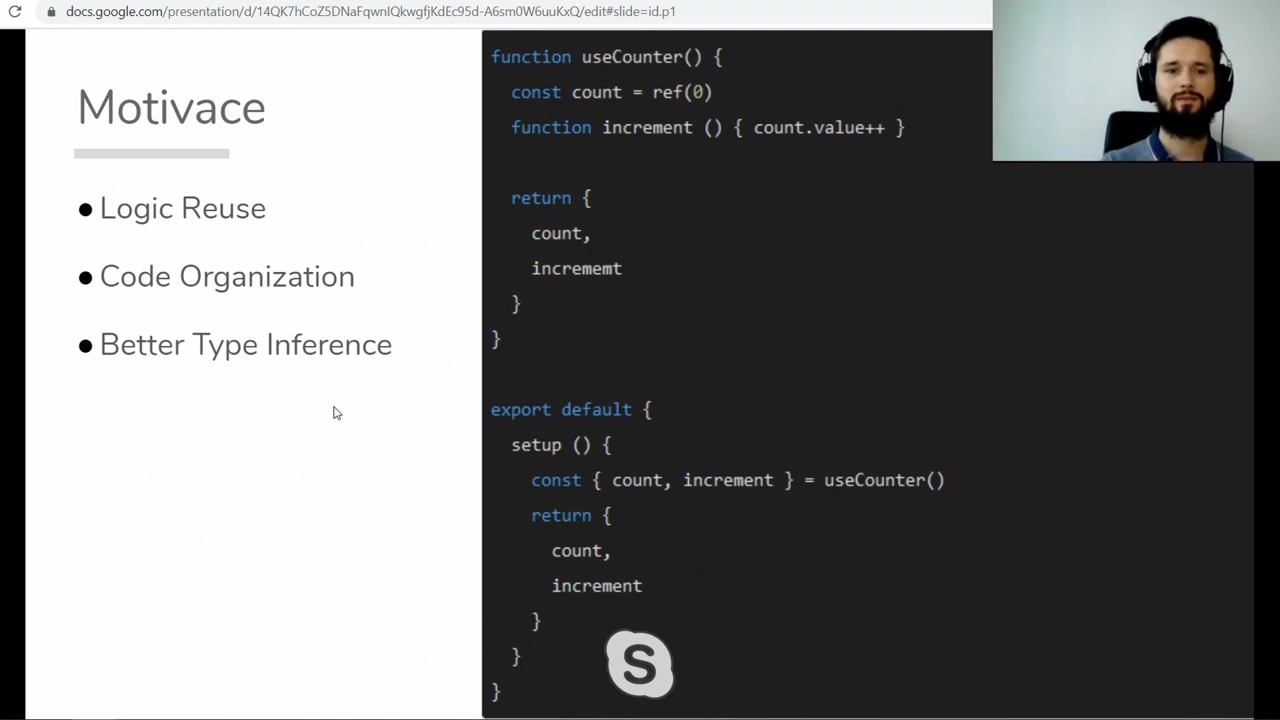 docs.google.com/presentation/d/14QK7hCoZ5DNaFqwnIQkwgfjKdEc95d-A6sm0W6uuKxQ/edit#slide=id.p1
Motivace
● Logic Reuse
● Code Organization
● Better Type Inference
function useCounter() {
const count = ref(0)
function increment () { count.value++ }
return {
count,
incrememt
}
}
export default {
setup () {
const { count, increment } = useCounter()
return {
count,
increment
}
}
}
S